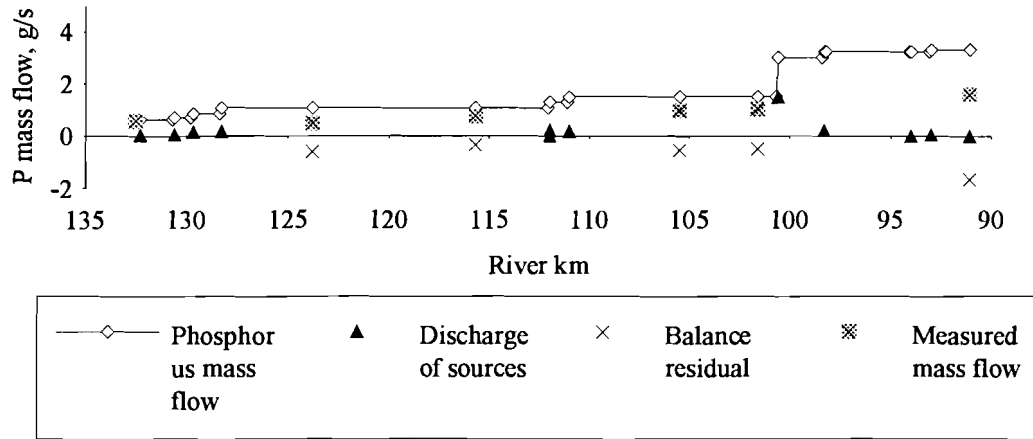 P mass flow, g/s
4
2
0
-2
135 130 125 120 115 110 105 100 95 90
River km
Phosphor
us mass
flow
Discharge
of sources
Balance
residual
Measured
mass flow